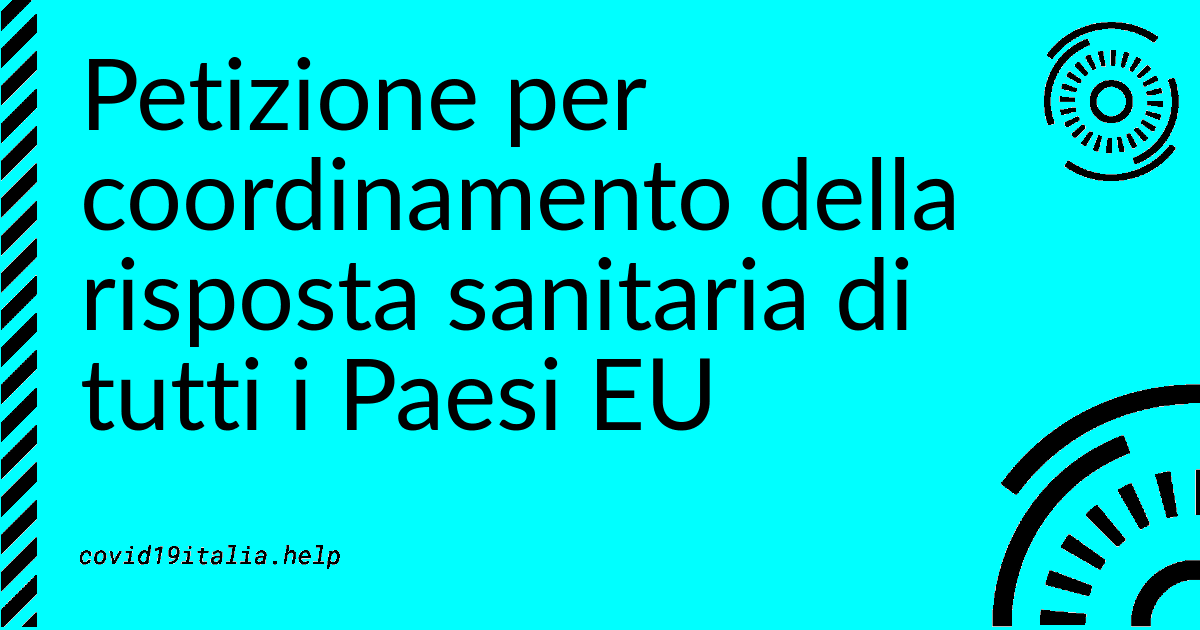 Petizione per
coordinamento della
risposta sanitaria di
tutti i Paesi EU
covid19italia.help